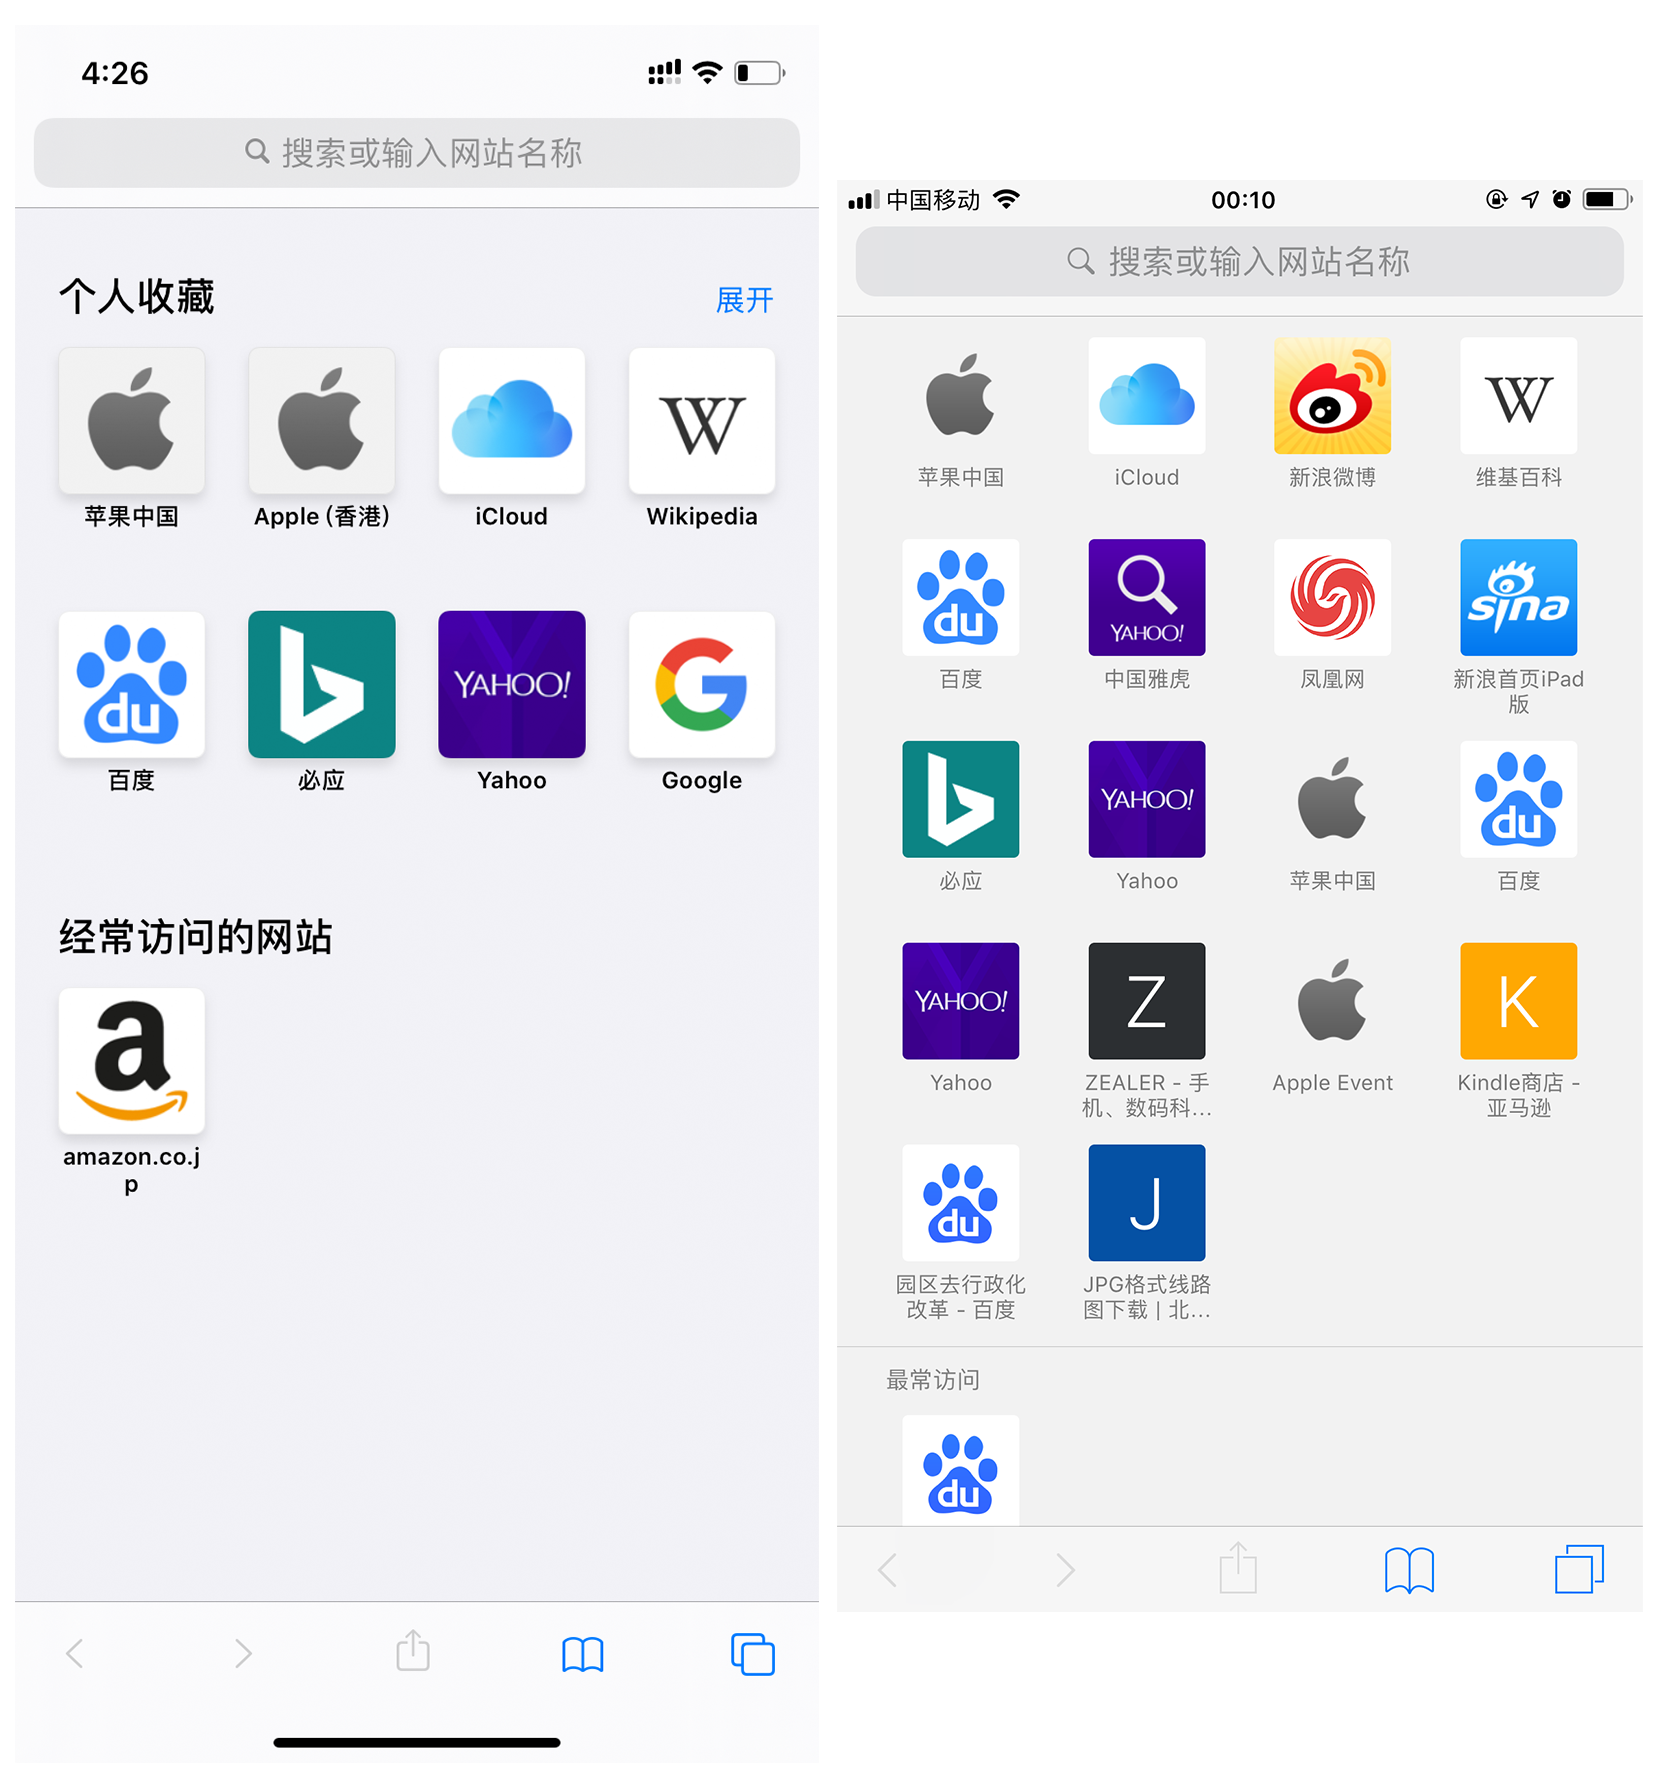 4:26
搜索或输入网站名称
个人收藏
展开
苹果中国
Apple (香港)
iCloud
W
Wikipedia
du
百度
b
必应
YAHOO!
Yahoo
G
Google
经常访问的网站
a
amazon.co.j
p
中国移动
00:10
搜索或输入网站名称
苹果中国
iCloud
新浪微博
W
维基百科
du
百度
YAHOO!
中国雅虎
凤凰网
sina
新浪首页iPad
版
b
必应
YAHOO!
Yahoo
苹果中国
du
百度
YAHOO!
Yahoo
Z
ZEALER - 手
机、数码科...
Apple Event
K
Kindle商店 -
亚马逊
du
园区去行政化
改革 - 百度
J
JPG格式线路
图下载 | 北...
最常访问
du